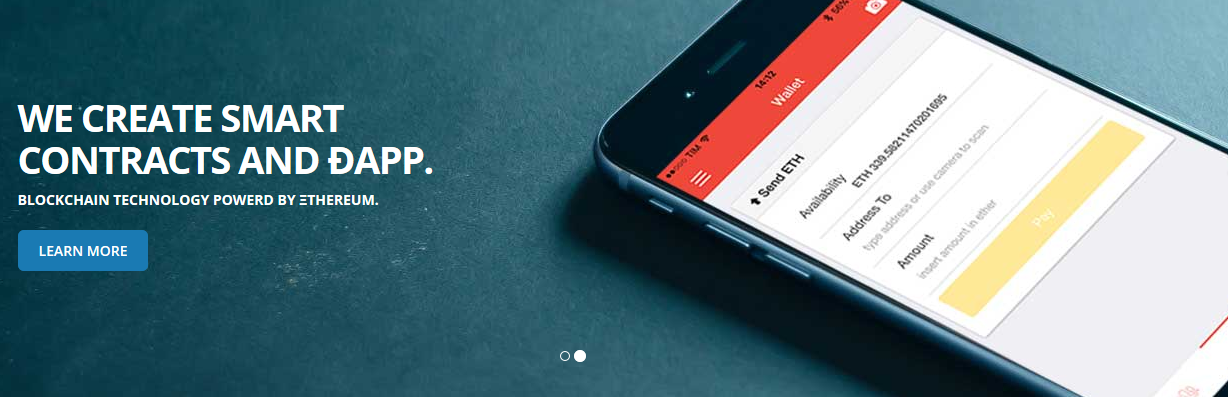 WE CREATE SMART
CONTRACTS AND ĐAPP.
BLOCKCHAIN TECHNOLOGY POWERD BY ΞTHEREUM.
LEARN MORE
TIM 14:12 56%
Wallet
Send ETH
Availability ETH 339.58211470201695
Address To
type address or use camera to scan
Amount
insert amount in ether
Pay